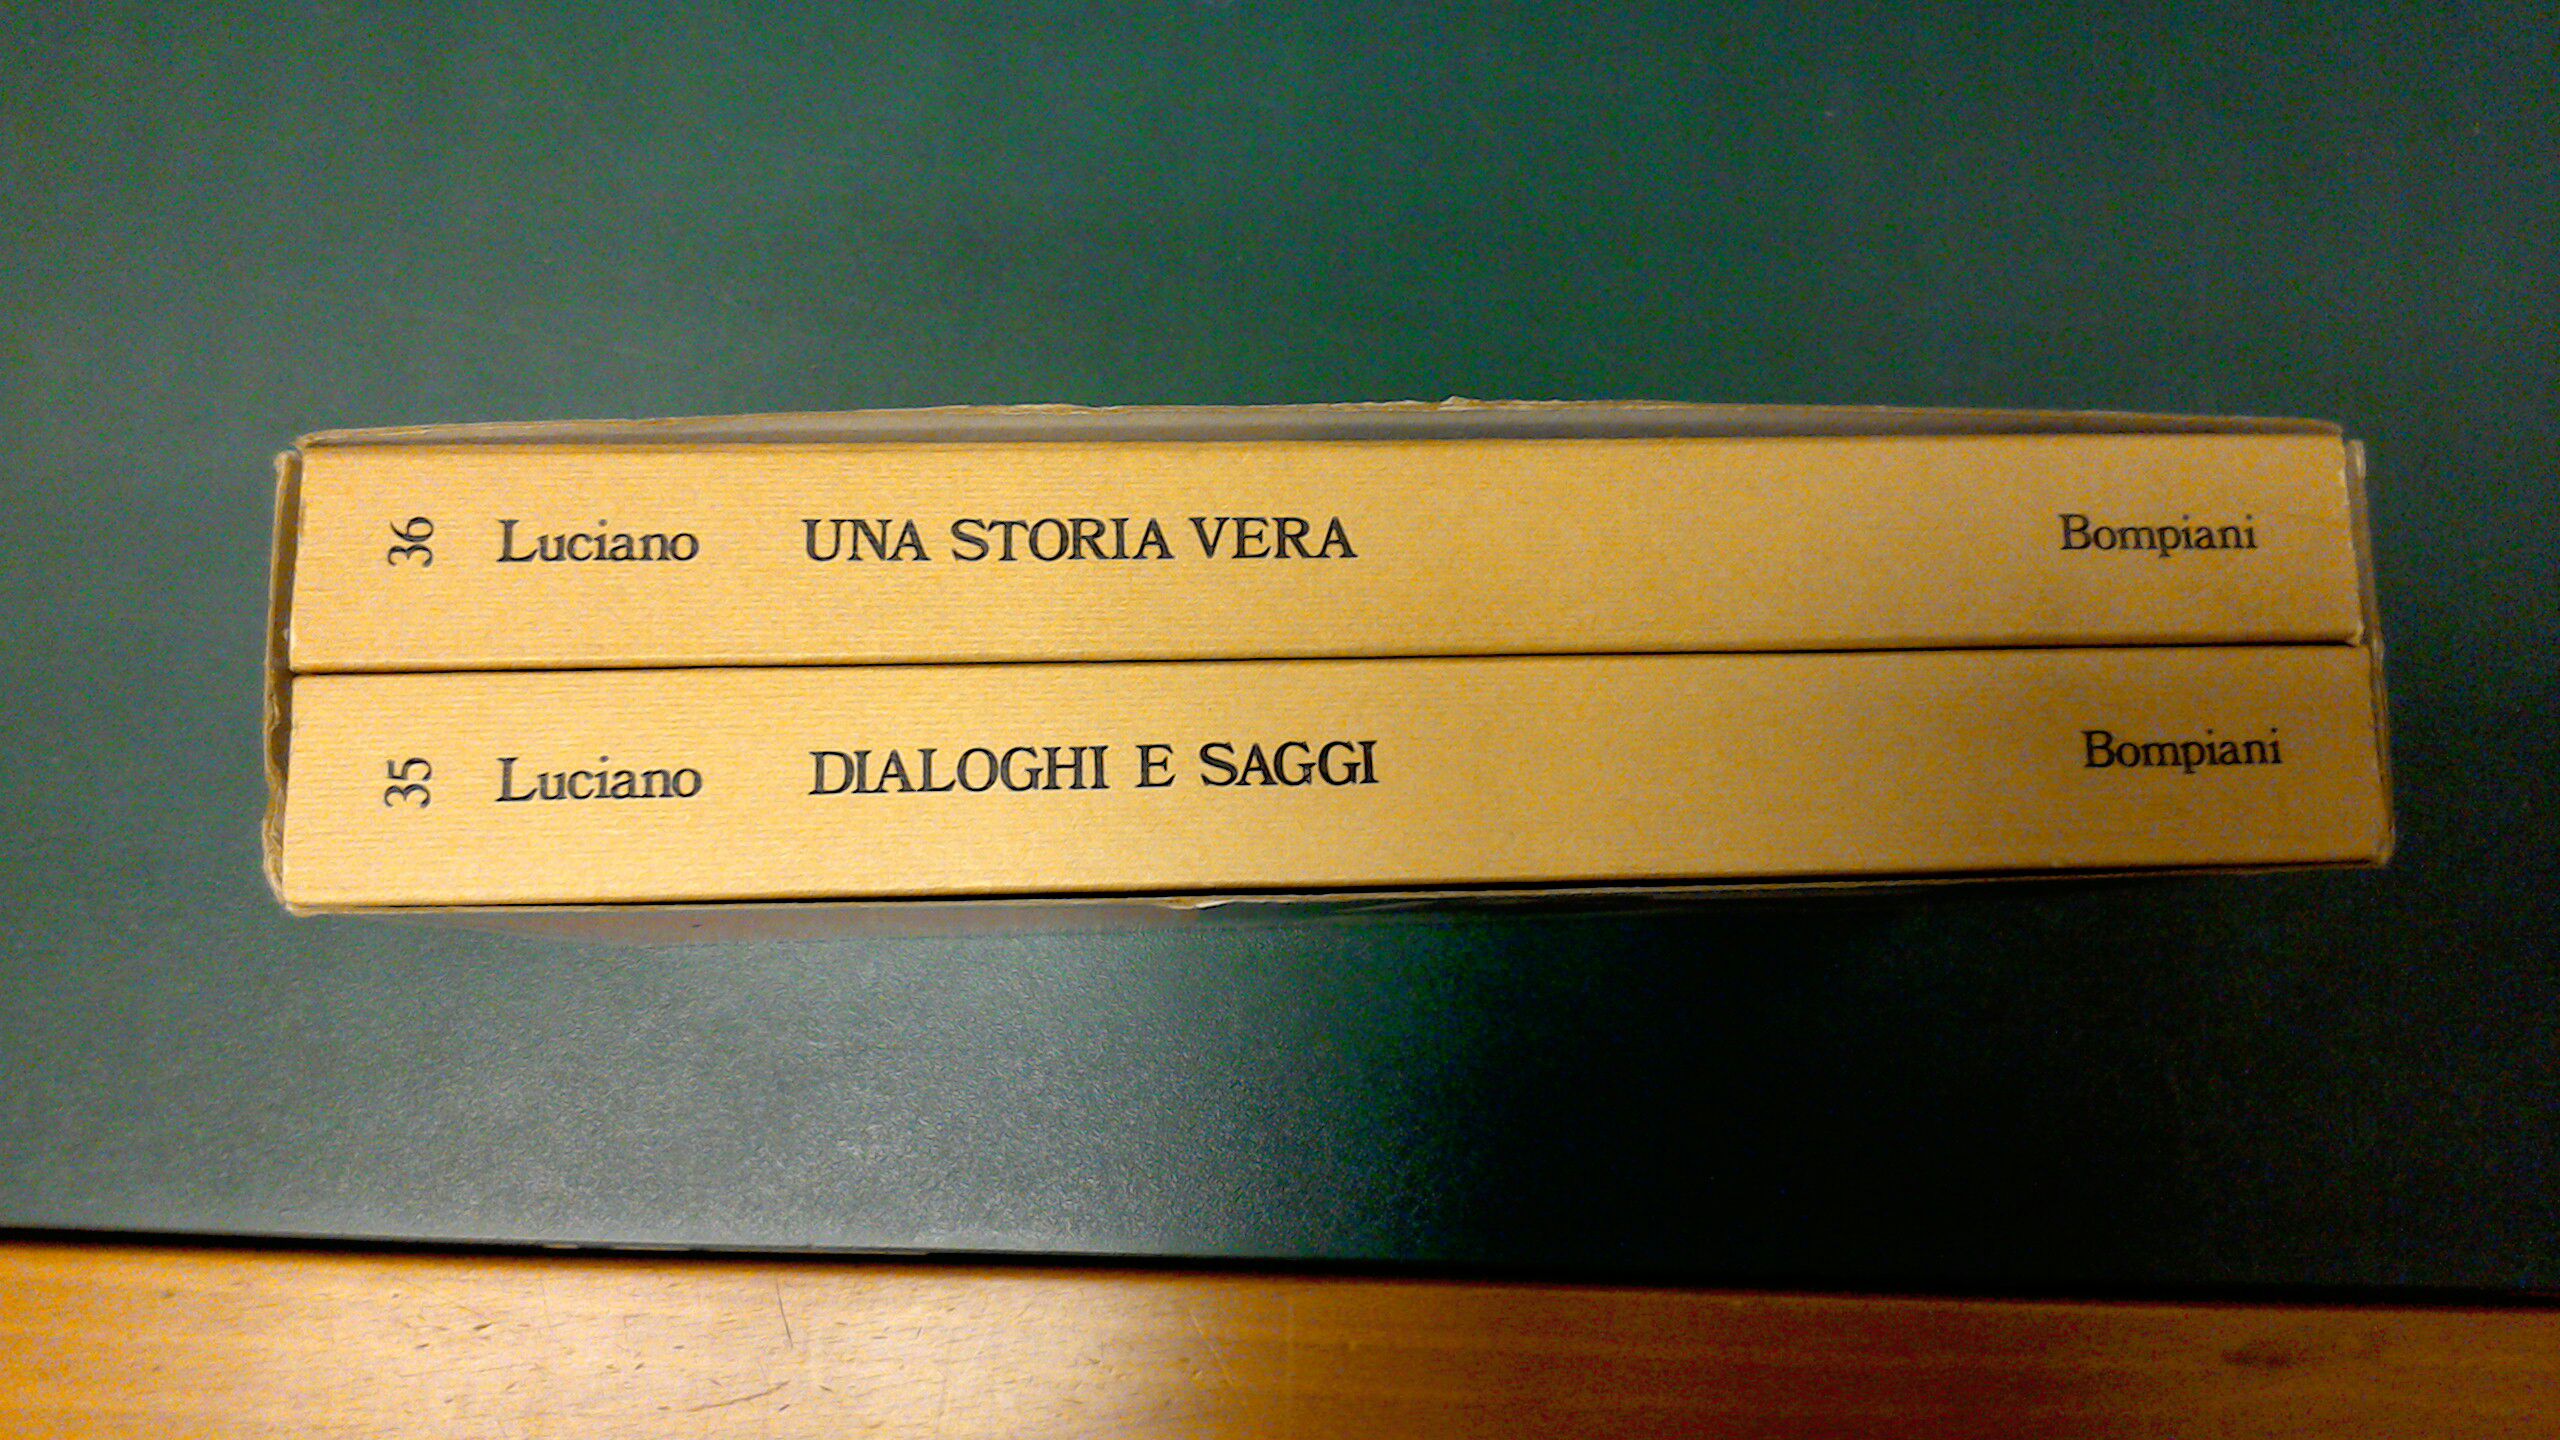 36 Luciano UNA STORIA VERA Bompiani
35 Luciano DIALOGHI E SAGGI Bompiani